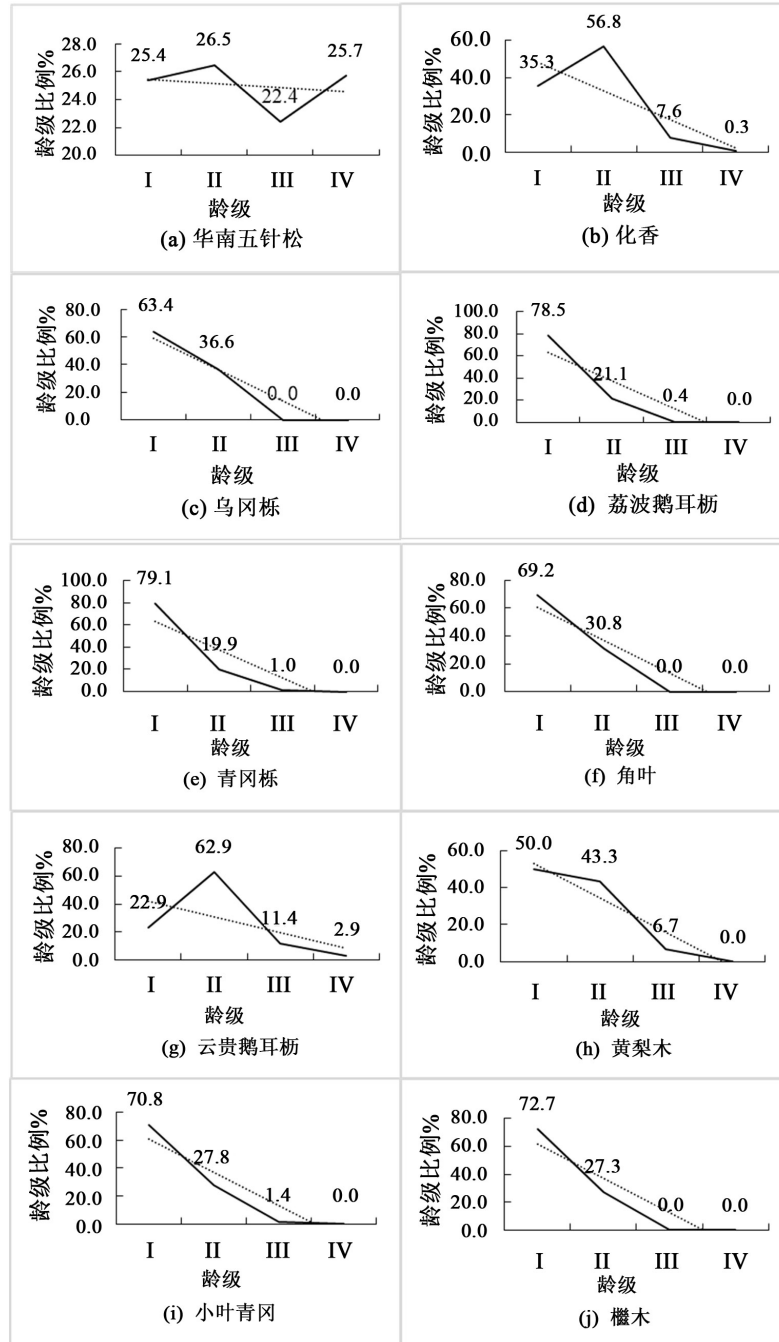 龄级比例%
28.0
26.0
24.0
22.0
20.0
25.4
26.5
22.4
25.7
I II III IV
龄级
(a) 华南五针松
龄级比例%
60.0
40.0
20.0
0.0
35.3
56.8
7.6
0.3
I II III IV
龄级
(b) 化香
龄级比例%
80.0
60.0
40.0
20.0
0.0
63.4
36.6
0.0
0.0
I II III IV
龄级
(c) 乌冈栎
龄级比例%
100.0
80.0
60.0
40.0
20.0
0.0
78.5
21.1
0.4
0.0
I II III IV
龄级
(d) 荔波鹅耳枥
龄级比例%
100.0
80.0
60.0
40.0
20.0
0.0
79.1
19.9
1.0
0.0
I II III IV
龄级
(e) 青冈栎
龄级比例%
80.0
60.0
40.0
20.0
0.0
69.2
30.8
0.0
0.0
I II III IV
龄级
(f) 角叶
龄级比例%
80.0
60.0
40.0
20.0
0.0
22.9
62.9
11.4
2.9
I II III IV
龄级
(g) 云贵鹅耳枥
龄级比例%
60.0
40.0
20.0
0.0
50.0
43.3
6.7
0.0
I II III IV
龄级
(h) 黄梨木
龄级比例%
80.0
60.0
40.0
20.0
0.0
70.8
27.8
1.4
0.0
I II III IV
龄级
(i) 小叶青冈
龄级比例%
80.0
60.0
40.0
20.0
0.0
72.7
27.3
0.0
0.0
I II III IV
龄级
(j) 檵木